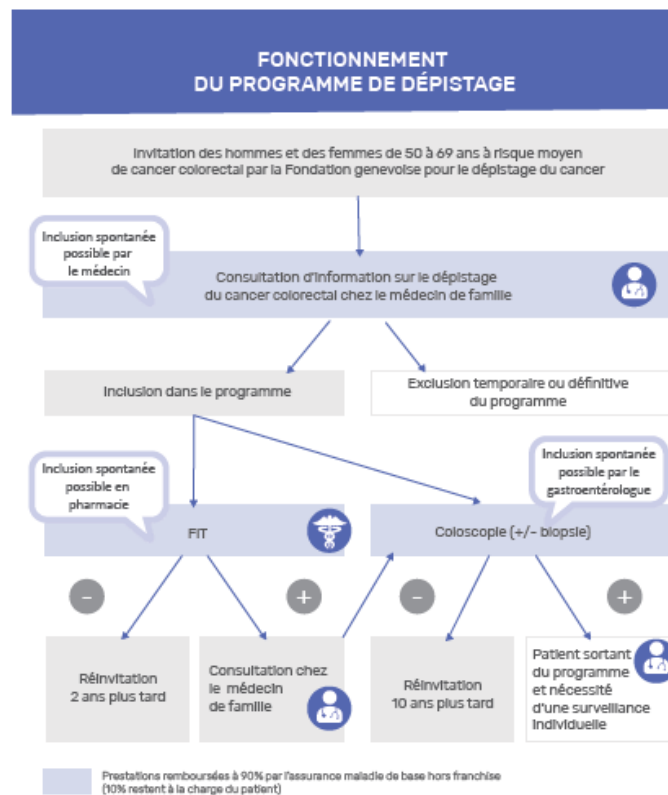 FONCTIONNEMENT
DU PROGRAMME DE DÉPISTAGE
Invitation des hommes et des femmes de 50 à 69 ans à risque moyen
de cancer colorectal par la Fondation genevoise pour le dépistage du cancer
Inclusion spontanée
possible par
le médecin
Consultation d'information sur le dépistage
du cancer colorectal chez le médecin de famille
Inclusion dans le programme
Exclusion temporaire ou définitive
du programme
Inclusion spontanée
possible en
pharmacie
Inclusion spontanée
possible par le
gastroentérologue
FIT
Coloscopie (+/- biopsie)
-
+
-
+
Réinvitation
2 ans plus tard
Consultation chez
le médecin
de famille
Réinvitation
10 ans plus tard
Patient sortant
du programme
et nécessité
d'une surveillance
individuelle
Prestations remboursées à 90% par l'assurance maladie de base hors franchise
(10% restent à la charge du patient)